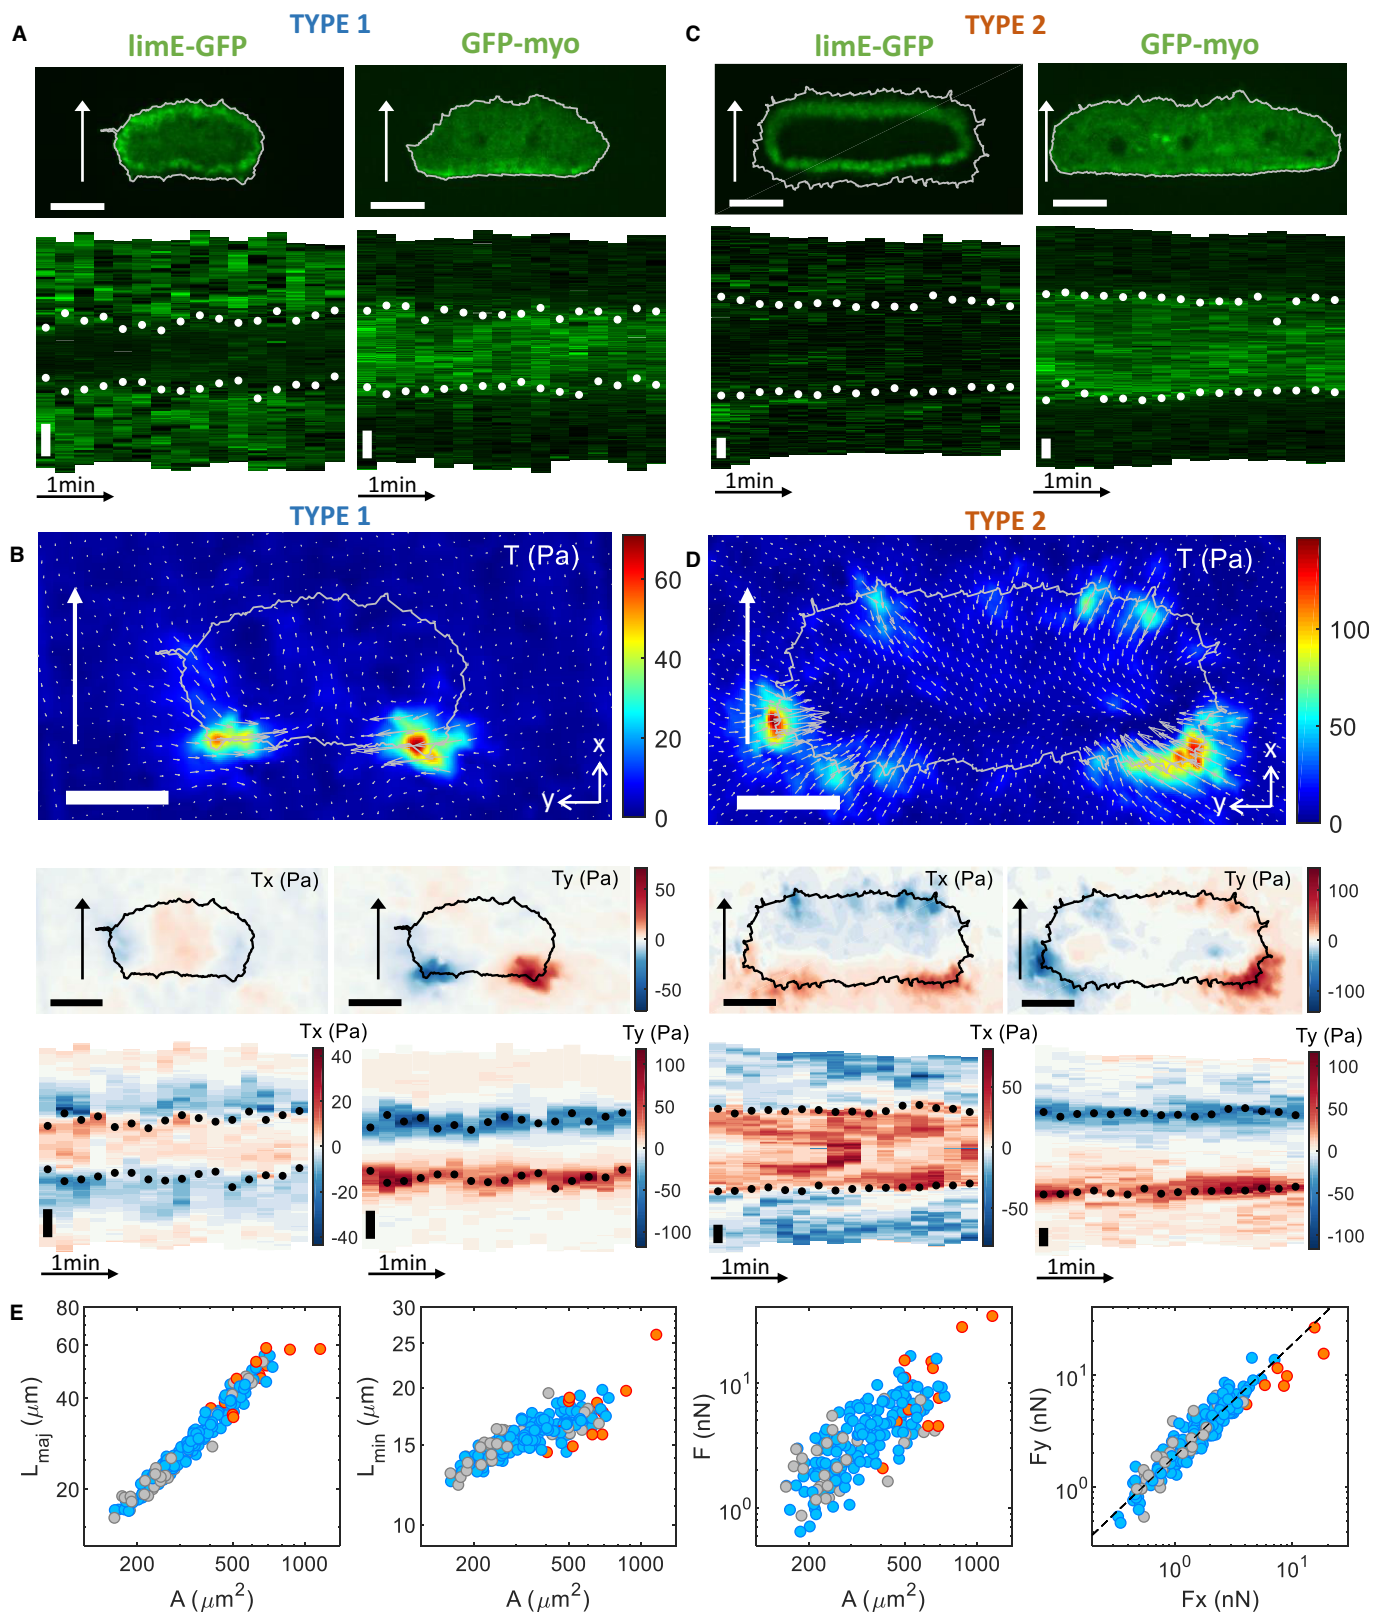 A
TYPE 1
limE-GFP
GFP-myo
1min
1min
C
TYPE 2
limE-GFP
GFP-myo
1min
1min
B
TYPE 1
T (Pa)
x
y
60
40
20
0
Tx (Pa)
Ty (Pa)
50
0
-50
Tx (Pa)
40
20
0
-20
-40
Ty (Pa)
100
50
0
-50
-100
1min
1min
D
TYPE 2
T (Pa)
x
y
100
50
0
Tx (Pa)
Ty (Pa)
100
50
0
-50
-100
Tx (Pa)
50
0
-50
Ty (Pa)
100
50
0
-50
-100
1min
1min
E
80
60
40
20
200
500
1000
Lmaj (μm)
A (μm²)
30
25
20
15
10
200
500
1000
Lmin (μm)
A (μm²)
10¹
10⁰
200
500
1000
F (nN)
A (μm²)
10¹
10⁰
10⁰
10¹
Fy (nN)
Fx (nN)